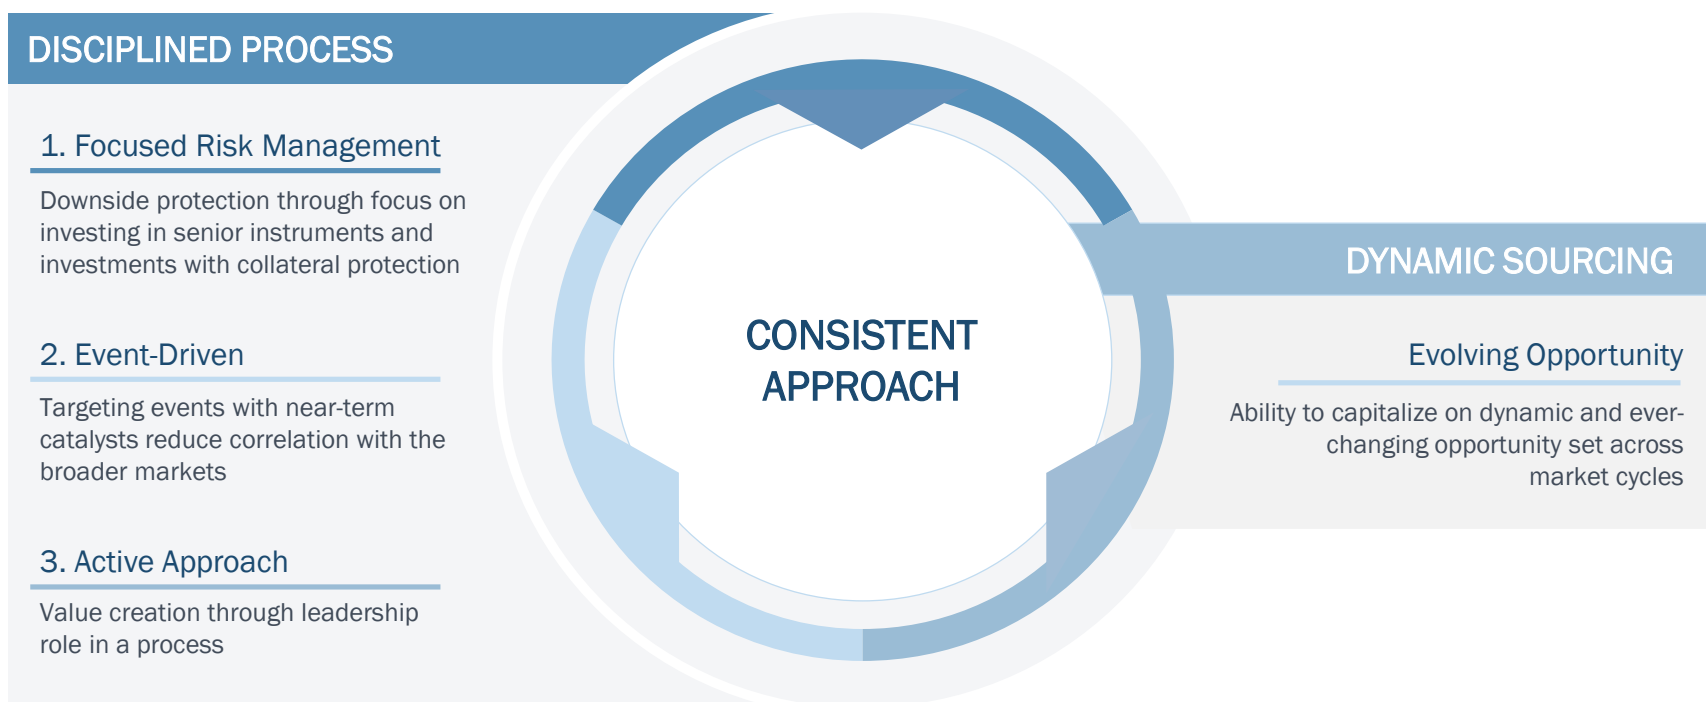 DISCIPLINED PROCESS
1. Focused Risk Management
Downside protection through focus on
investing in senior instruments and
investments with collateral protection
2. Event-Driven
Targeting events with near-term
catalysts reduce correlation with the
broader markets
3. Active Approach
Value creation through leadership
role in a process
CONSISTENT
APPROACH
DYNAMIC SOURCING
Evolving Opportunity
Ability to capitalize on dynamic and ever-
changing opportunity set across
market cycles